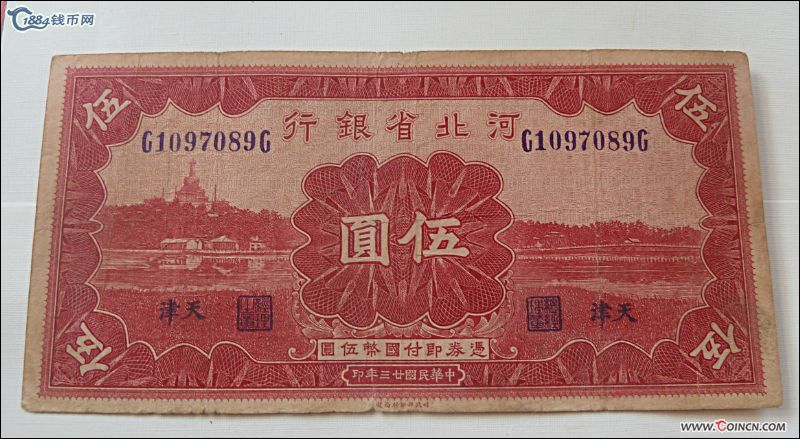 1884钱币网
伍
伍
河北省銀行
G1097089G
G1097089G
伍圓
天津
天津
憑券即付國幣伍圓
伍
伍
中華民國廿三年印
www.COINCN.com